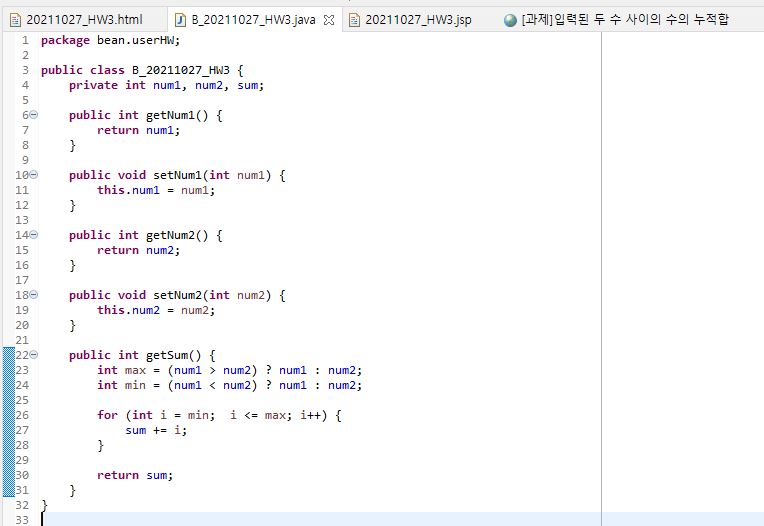 20211027_HW3.html
B_20211027_HW3.java
20211027_HW3.jsp
[과제]입력된 두 수 사이의 수의 누적합
1 package bean.userHW;
2
3 public class B_20211027_HW3 {
4 private int num1, num2, sum;
5
6 public int getNum1() {
7 return num1;
8 }
9
10 public void setNum1(int num1) {
11 this.num1 = num1;
12 }
13
14 public int getNum2() {
15 return num2;
16 }
17
18 public void setNum2(int num2) {
19 this.num2 = num2;
20 }
21
22 public int getSum() {
23 int max = (num1 > num2) ? num1 : num2;
24 int min = (num1 < num2) ? num1 : num2;
25
26 for (int i = min;  i <= max; i++) {
27 sum += i;
28 }
29
30 return sum;
31 }
32 }
33